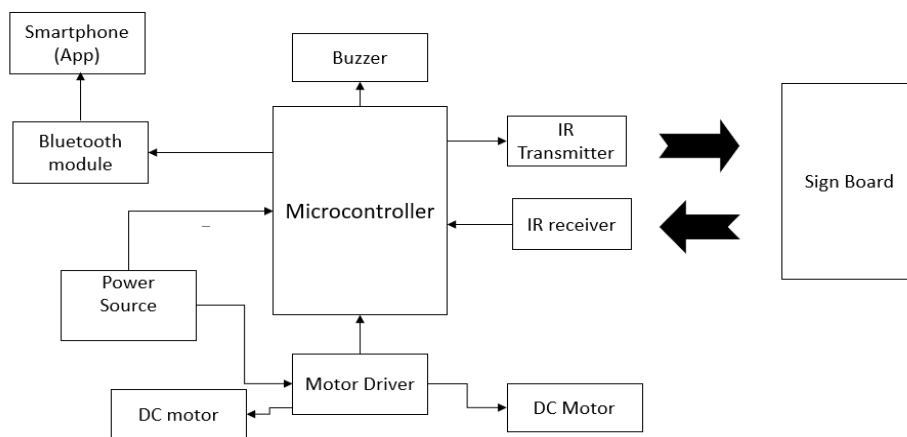 Smartphone
(App)
Buzzer
Bluetooth
module
IR
Transmitter
Sign Board
Microcontroller
IR receiver
Power
Source
Motor Driver
DC motor
DC Motor